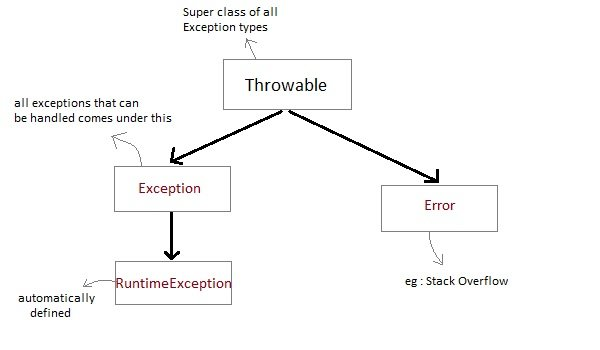 Super class of all
Exception types
Throwable
all exceptions that can
be handled comes under this
Exception
Error
RuntimeException
eg : Stack Overflow
automatically
defined